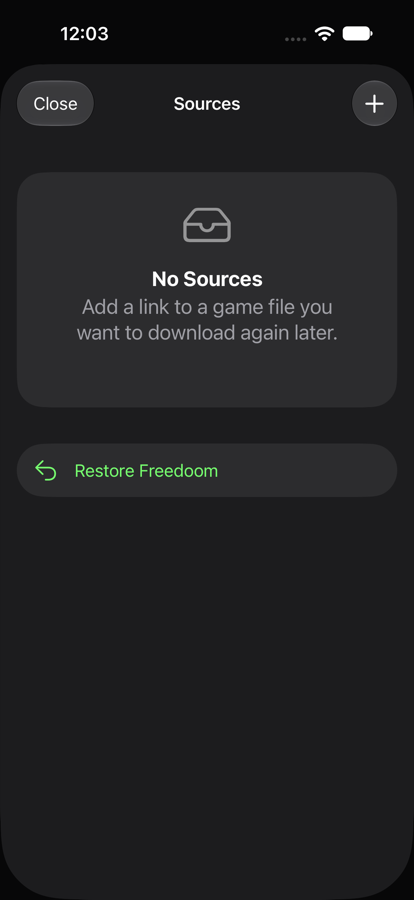 12:03
Close
Sources
No Sources
Add a link to a game file you
want to download again later.
Restore Freedoom